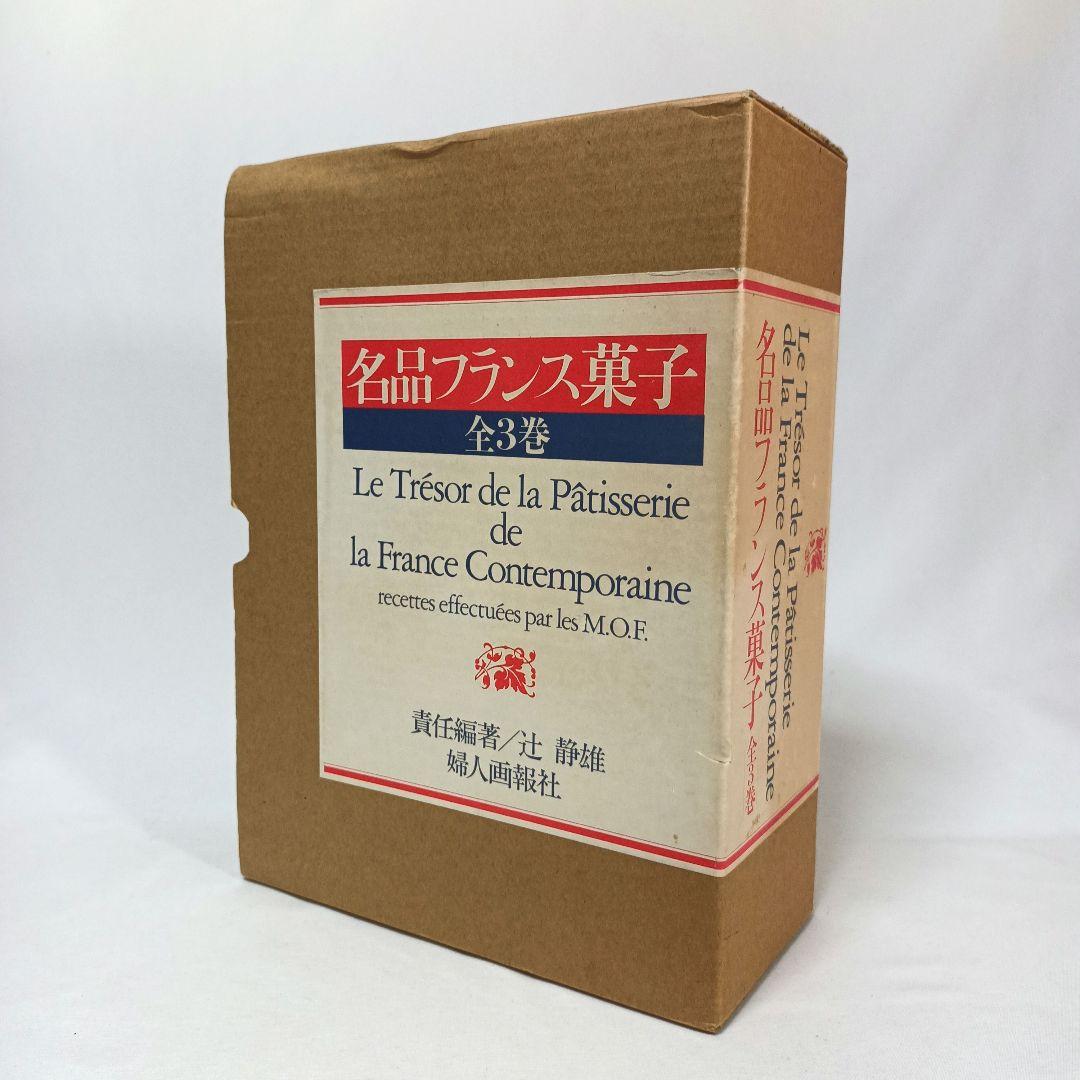 名品フランス菓子
全3巻
Le Trésor de la Pâtisserie
de
la France Contemporaine
recettes effectuées par les M.O.F.
責任編著/辻 静雄
婦人画報社
Le Trésor de la Pâtisserie
de la France Contemporaine
名品フランス菓子 全3巻